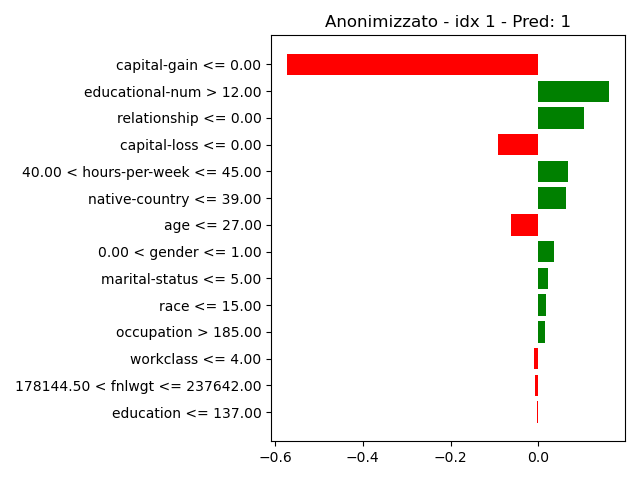 Anonimizzato - idx 1 - Pred: 1
capital-gain <= 0.00
educational-num > 12.00
relationship <= 0.00
capital-loss <= 0.00
40.00 < hours-per-week <= 45.00
native-country <= 39.00
age <= 27.00
0.00 < gender <= 1.00
marital-status <= 5.00
race <= 15.00
occupation > 185.00
workclass <= 4.00
178144.50 < fnlwgt <= 237642.00
education <= 137.00
−0.6 −0.4 −0.2 0.0